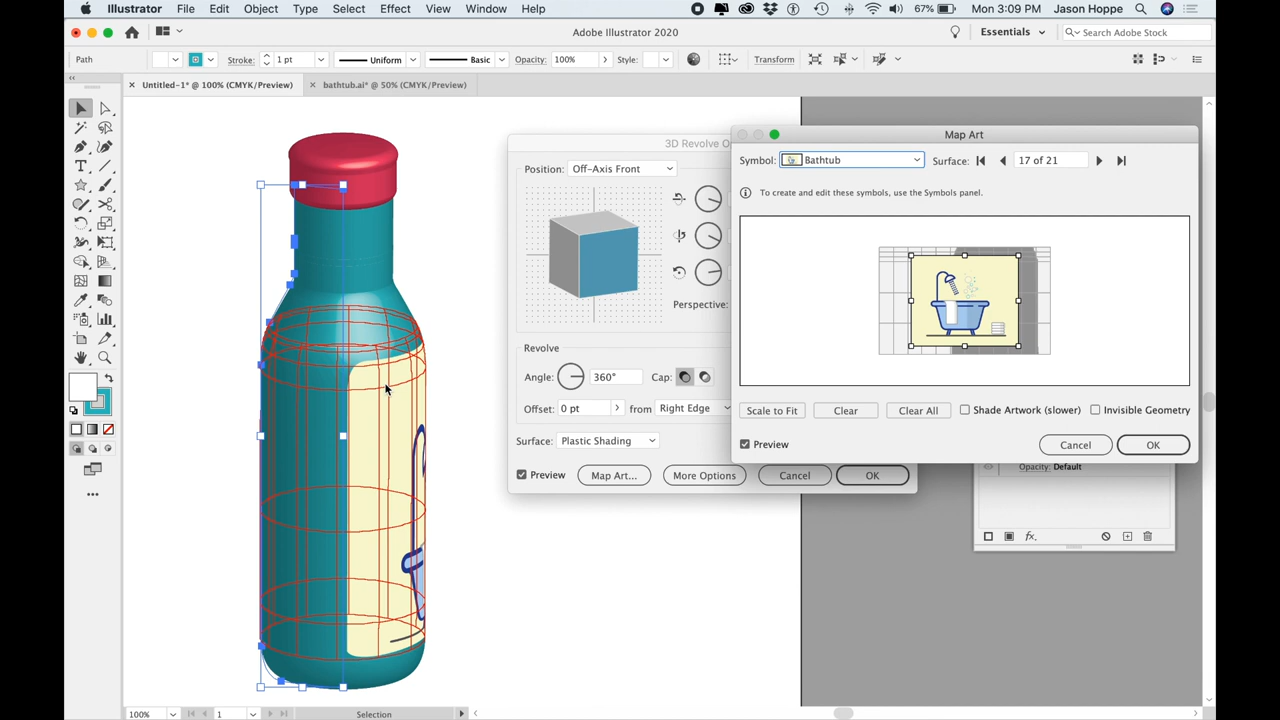 Illustrator File Edit Object Type Select Effect View Window Help 67% Mon 3:09 PM Jason Hoppe
Adobe Illustrator 2020 Essentials Search Adobe Stock
Path Stroke: 1 pt Uniform Basic Opacity: 100% Style: Transform
Untitled-1* @ 100% (CMYK/Preview) bathtub.ai* @ 50% (CMYK/Preview)
3D Revolve O
Position: Off-Axis Front
Perspective:
Revolve
Angle: 360° Cap:
Offset: 0 pt from Right Edge
Surface: Plastic Shading
Preview Map Art... More Options Cancel OK
Map Art
Symbol: Bathtub Surface: 17 of 21
To create and edit these symbols, use the Symbols panel.
Scale to Fit Clear Clear All Shade Artwork (slower) Invisible Geometry
Preview Cancel OK
Opacity: Default
fx.
100% 1 Selection